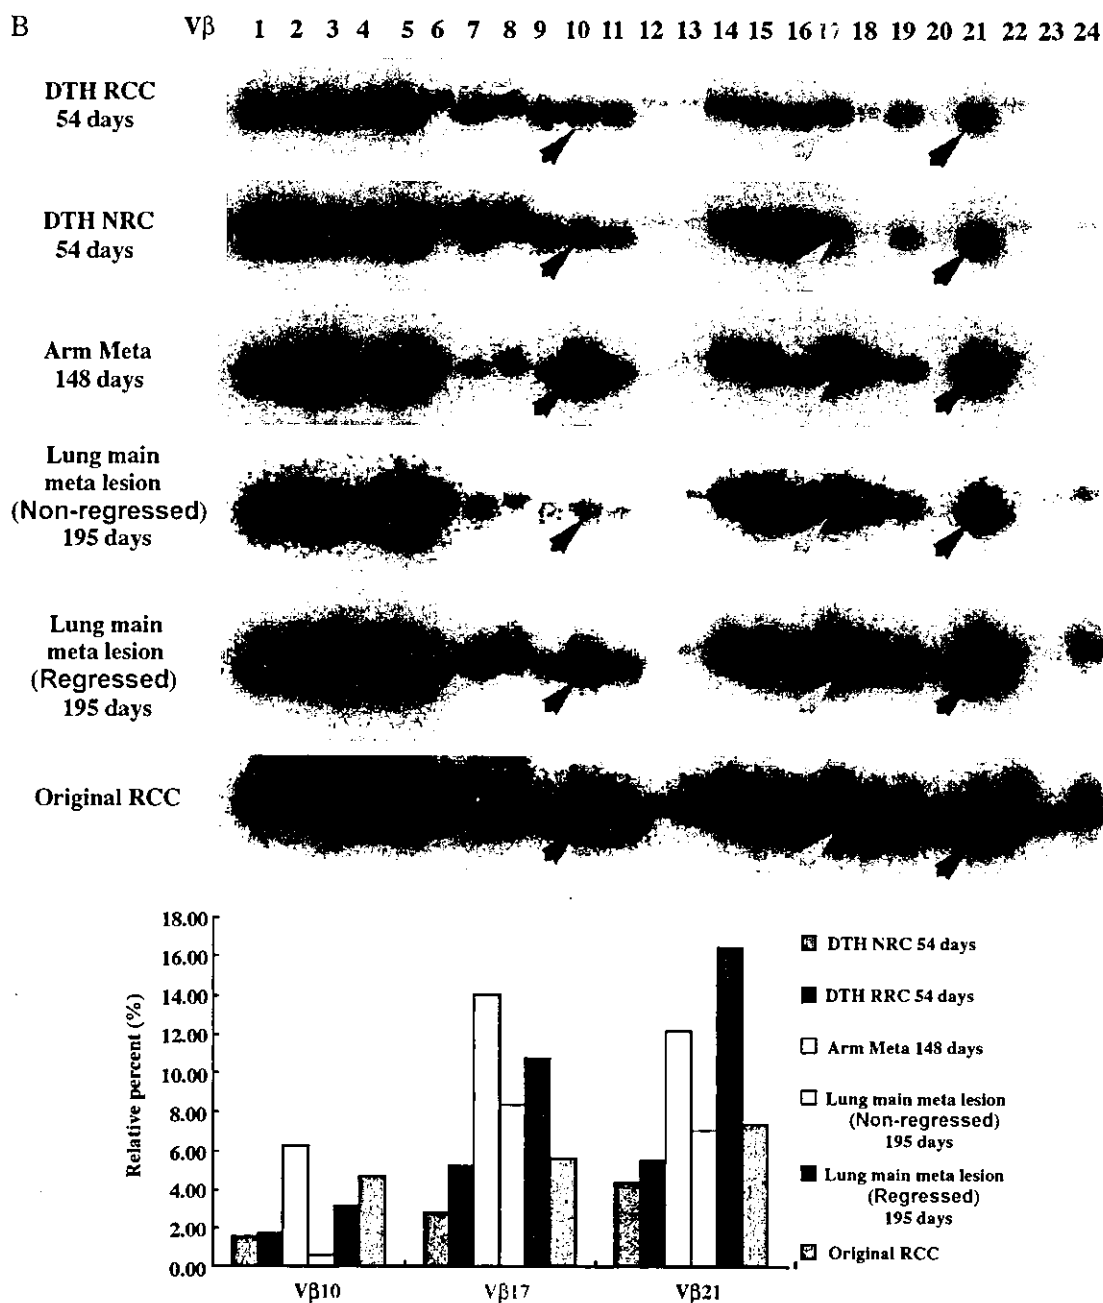 B
Vβ 1 2 3 4 5 6 7 8 9 10 11 12 13 14 15 16 17 18 19 20 21 22 23 24
DTH RCC
54 days
DTH NRC
54 days
Arm Meta
148 days
Lung main
meta lesion
(Non-regressed)
195 days
Lung main
meta lesion
(Regressed)
195 days
Original RCC
Relative percent (%)
18.00
16.00
14.00
12.00
10.00
8.00
6.00
4.00
2.00
0.00
Vβ10 Vβ17 Vβ21
DTH NRC 54 days
DTH RRC 54 days
Arm Meta 148 days
Lung main meta lesion
(Non-regressed)
195 days
Lung main meta lesion
(Regressed)
195 days
Original RCC